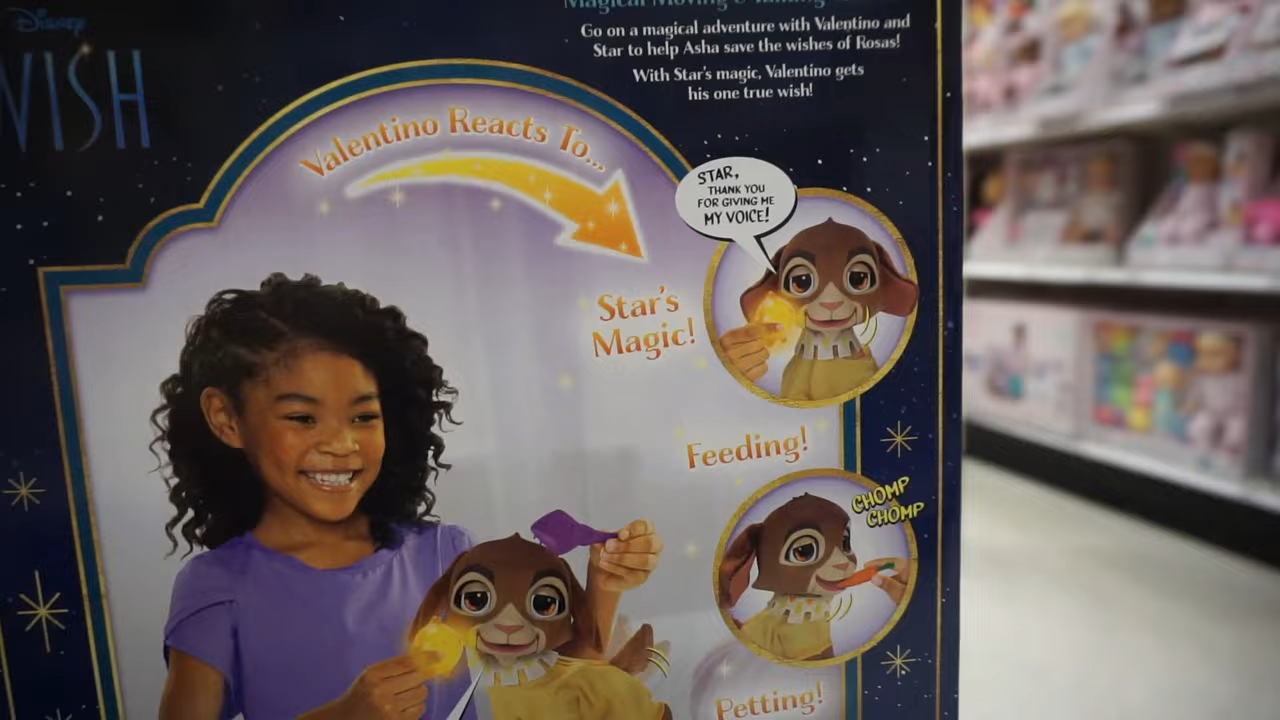 Disney
WISH
Magical Moving & Talking
Go on a magical adventure with Valentino and
Star to help Asha save the wishes of Rosas!
With Star's magic, Valentino gets
his one true wish!
Valentino Reacts To...
STAR,
THANK YOU
FOR GIVING ME
MY VOICE!
Star's
Magic!
Feeding!
CHOMP
CHOMP
Petting!